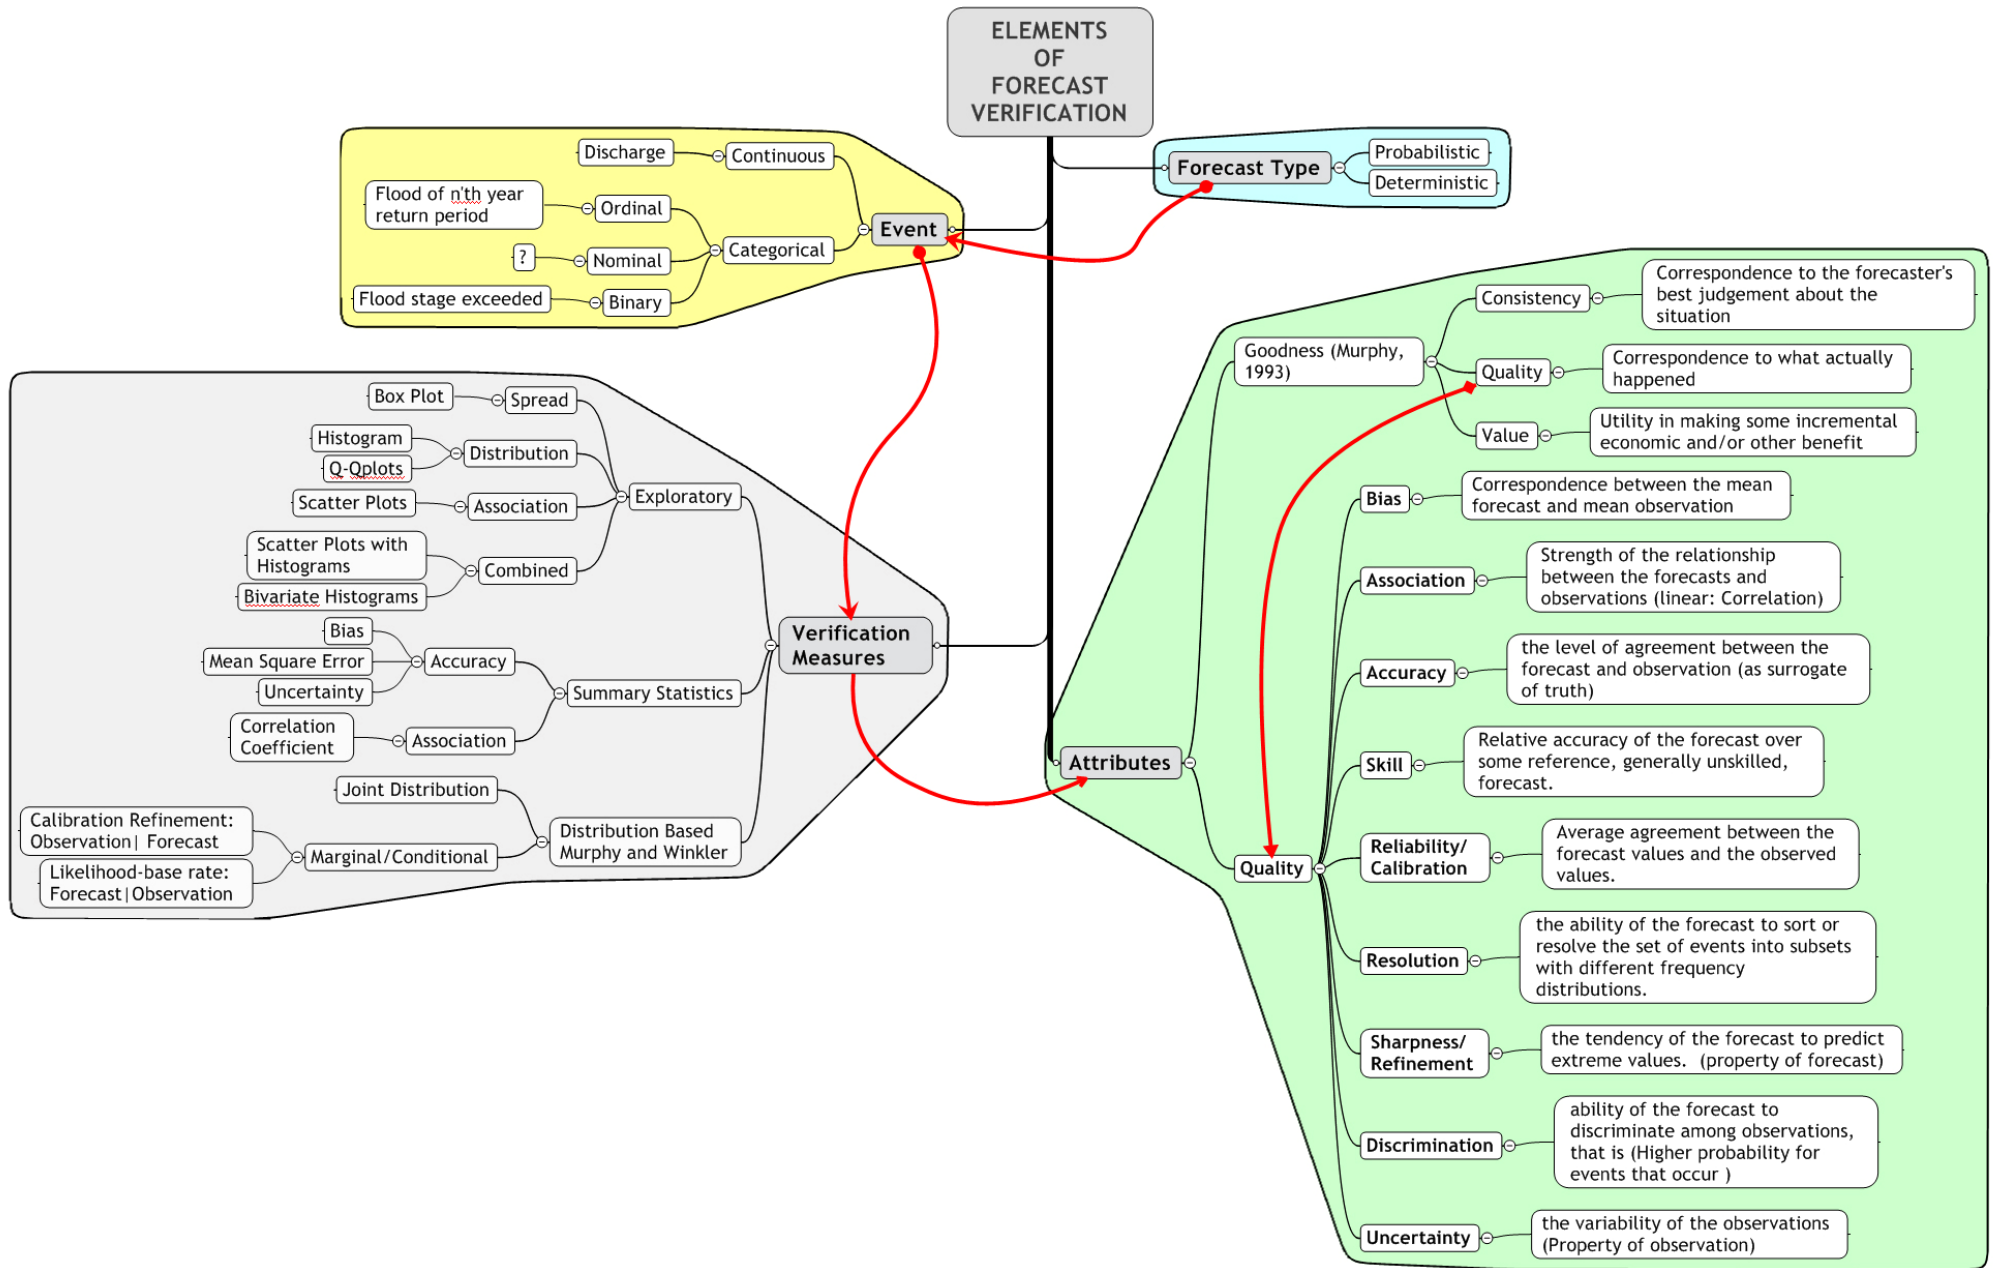 ELEMENTS
OF
FORECAST
VERIFICATION
Forecast Type
Probabilistic
Deterministic
Event
Continuous
Discharge
Categorical
Ordinal
Flood of n'th year
return period
Nominal
?
Binary
Flood stage exceeded
Verification
Measures
Exploratory
Spread
Box Plot
Distribution
Histogram
Q-Qplots
Association
Scatter Plots
Combined
Scatter Plots with
Histograms
Bivariate Histograms
Summary Statistics
Accuracy
Bias
Mean Square Error
Uncertainty
Association
Correlation
Coefficient
Distribution Based
Murphy and Winkler
Joint Distribution
Marginal/Conditional
Calibration Refinement:
Observation| Forecast
Likelihood-base rate:
Forecast|Observation
Attributes
Goodness (Murphy,
1993)
Consistency
Correspondence to the forecaster's
best judgement about the
situation
Quality
Correspondence to what actually
happened
Value
Utility in making some incremental
economic and/or other benefit
Quality
Bias
Correspondence between the mean
forecast and mean observation
Association
Strength of the relationship
between the forecasts and
observations (linear: Correlation)
Accuracy
the level of agreement between the
forecast and observation (as surrogate
of truth)
Skill
Relative accuracy of the forecast over
some reference, generally unskilled,
forecast.
Reliability/
Calibration
Average agreement between the
forecast values and the observed
values.
Resolution
the ability of the forecast to sort or
resolve the set of events into subsets
with different frequency
distributions.
Sharpness/
Refinement
the tendency of the forecast to predict
extreme values.  (property of forecast)
Discrimination
ability of the forecast to
discriminate among observations,
that is (Higher probability for
events that occur )
Uncertainty
the variability of the observations
(Property of observation)